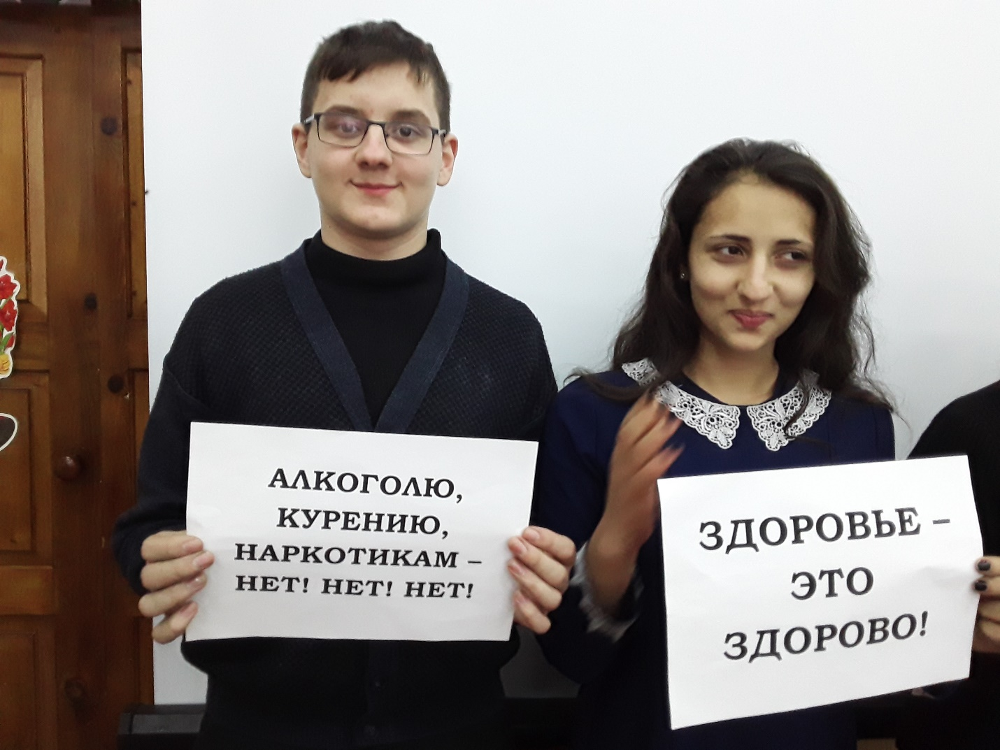 АЛКОГОЛЮ,
КУРЕНИЮ,
НАРКОТИКАМ –
НЕТ! НЕТ! НЕТ!
ЗДОРОВЬЕ –
ЭТО
ЗДОРОВО!